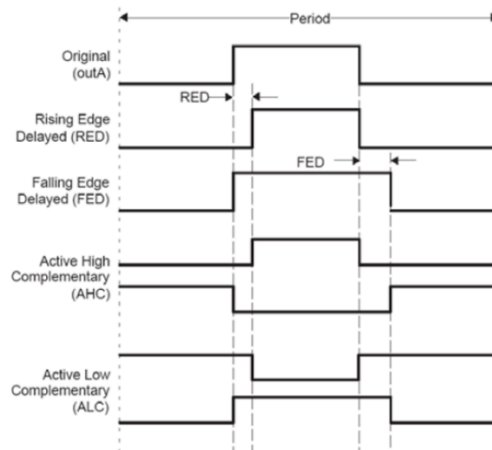 Period
Original
(outA)
RED
Rising Edge
Delayed (RED)
FED
Falling Edge
Delayed (FED)
Active High
Complementary
(AHC)
Active Low
Complementary
(ALC)